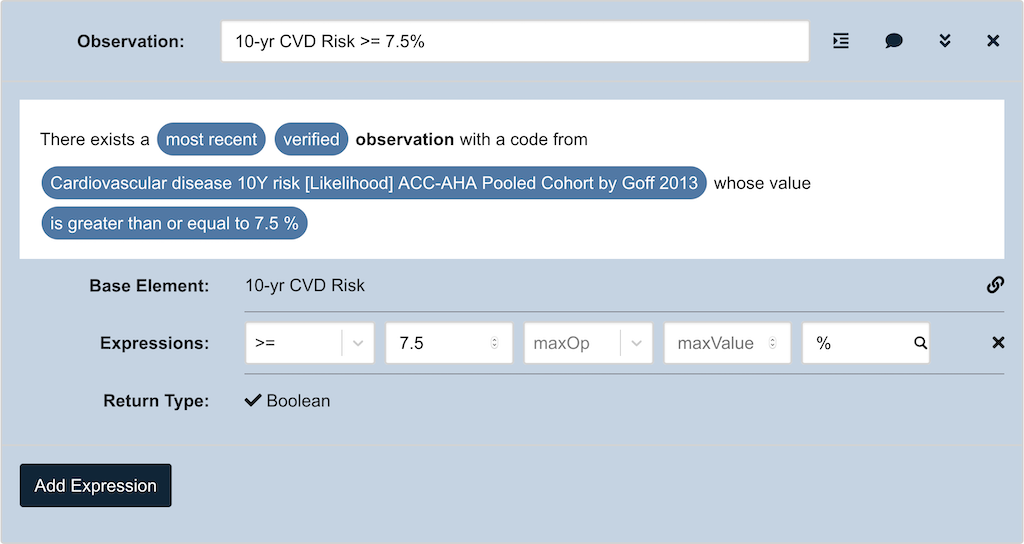 Observation: 10-yr CVD Risk >= 7.5%
There exists a most recent verified observation with a code from
Cardiovascular disease 10Y risk [Likelihood] ACC-AHA Pooled Cohort by Goff 2013 whose value
is greater than or equal to 7.5 %
Base Element: 10-yr CVD Risk
Expressions: >= 7.5 maxOp maxValue %
Return Type: Boolean
Add Expression